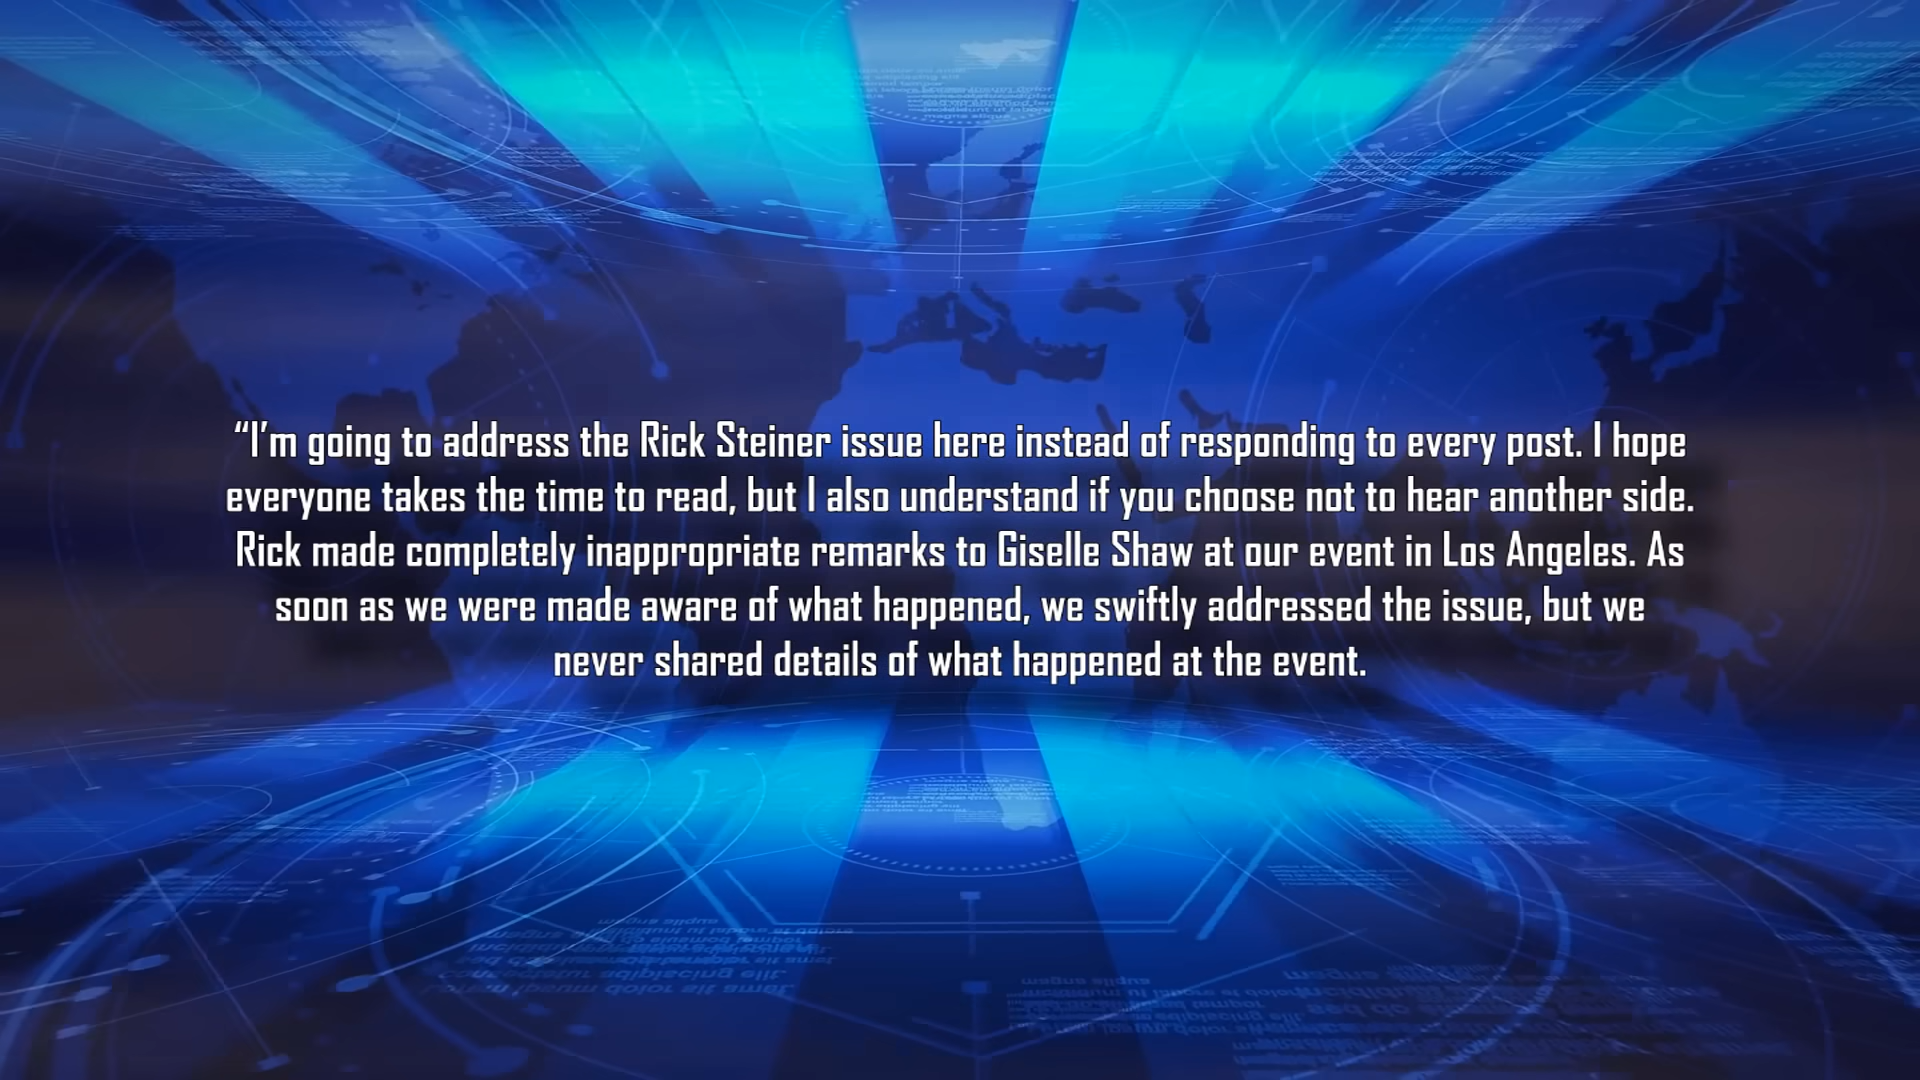 “I’m going to address the Rick Steiner issue here instead of responding to every post. I hope
everyone takes the time to read, but I also understand if you choose not to hear another side.
Rick made completely inappropriate remarks to Giselle Shaw at our event in Los Angeles. As
soon as we were made aware of what happened, we swiftly addressed the issue, but we
never shared details of what happened at the event.